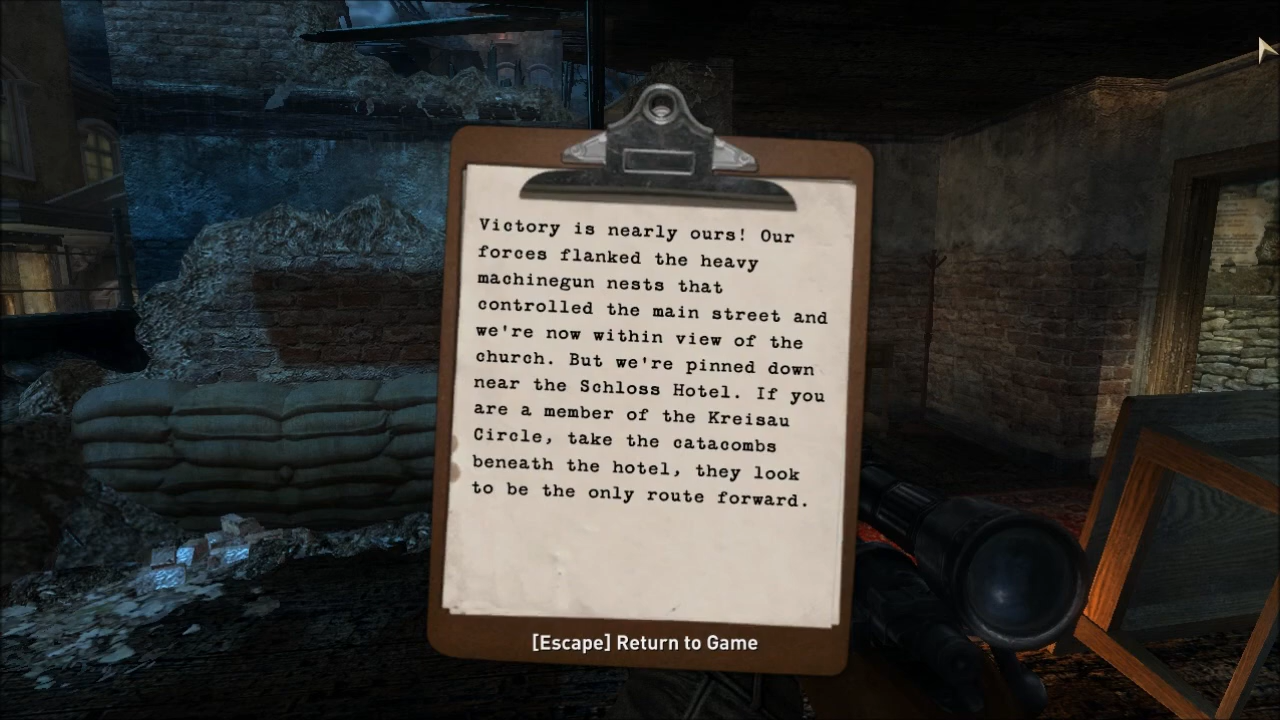 Victory is nearly ours! Our
forces flanked the heavy
machinegun nests that
controlled the main street and
we're now within view of the
church. But we're pinned down
near the Schloss Hotel. If you
are a member of the Kreisau
Circle, take the catacombs
beneath the hotel, they look
to be the only route forward.
[Escape] Return to Game